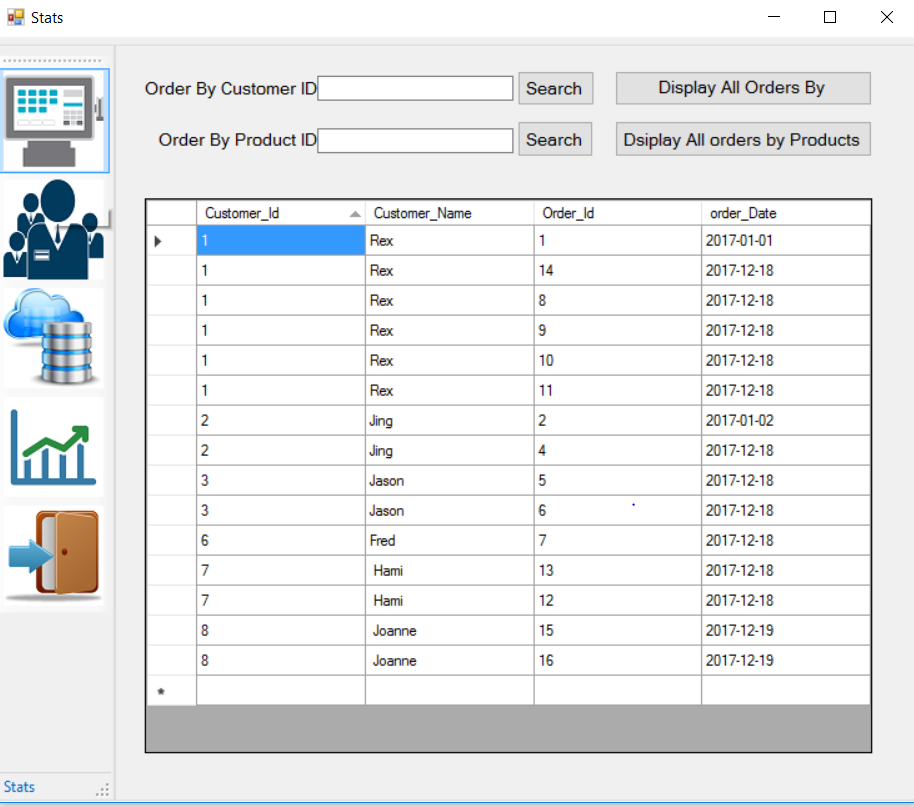 Stats
Order By Customer ID Search Display All Orders By
Order By Product ID Search Dsiplay All orders by Products
Customer_Id Customer_Name Order_Id order_Date
1 Rex 1 2017-01-01
1 Rex 14 2017-12-18
1 Rex 8 2017-12-18
1 Rex 9 2017-12-18
1 Rex 10 2017-12-18
1 Rex 11 2017-12-18
2 Jing 2 2017-01-02
2 Jing 4 2017-12-18
3 Jason 5 2017-12-18
3 Jason 6 2017-12-18
6 Fred 7 2017-12-18
7 Hami 13 2017-12-18
7 Hami 12 2017-12-18
8 Joanne 15 2017-12-19
8 Joanne 16 2017-12-19
*
Stats